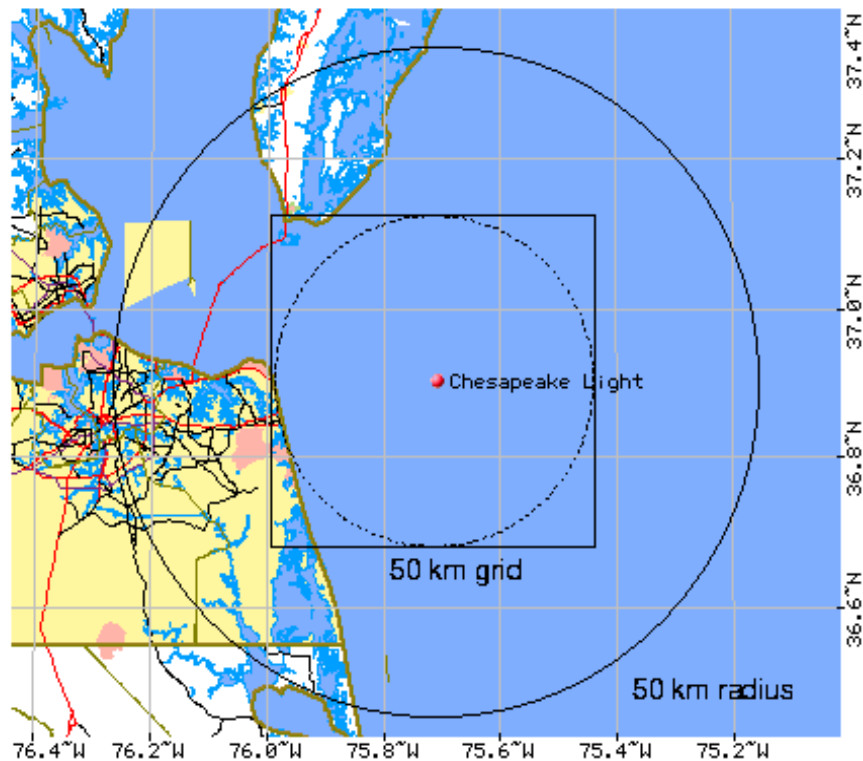 37.4~N
37.2~N
37.0~N
Chesapeake Light
36.8~N
50 km grid
36.6~N
50 km radius
76.4~W 76.2~W 76.0~W 75.8~W 75.6~W 75.4~W 75.2~W